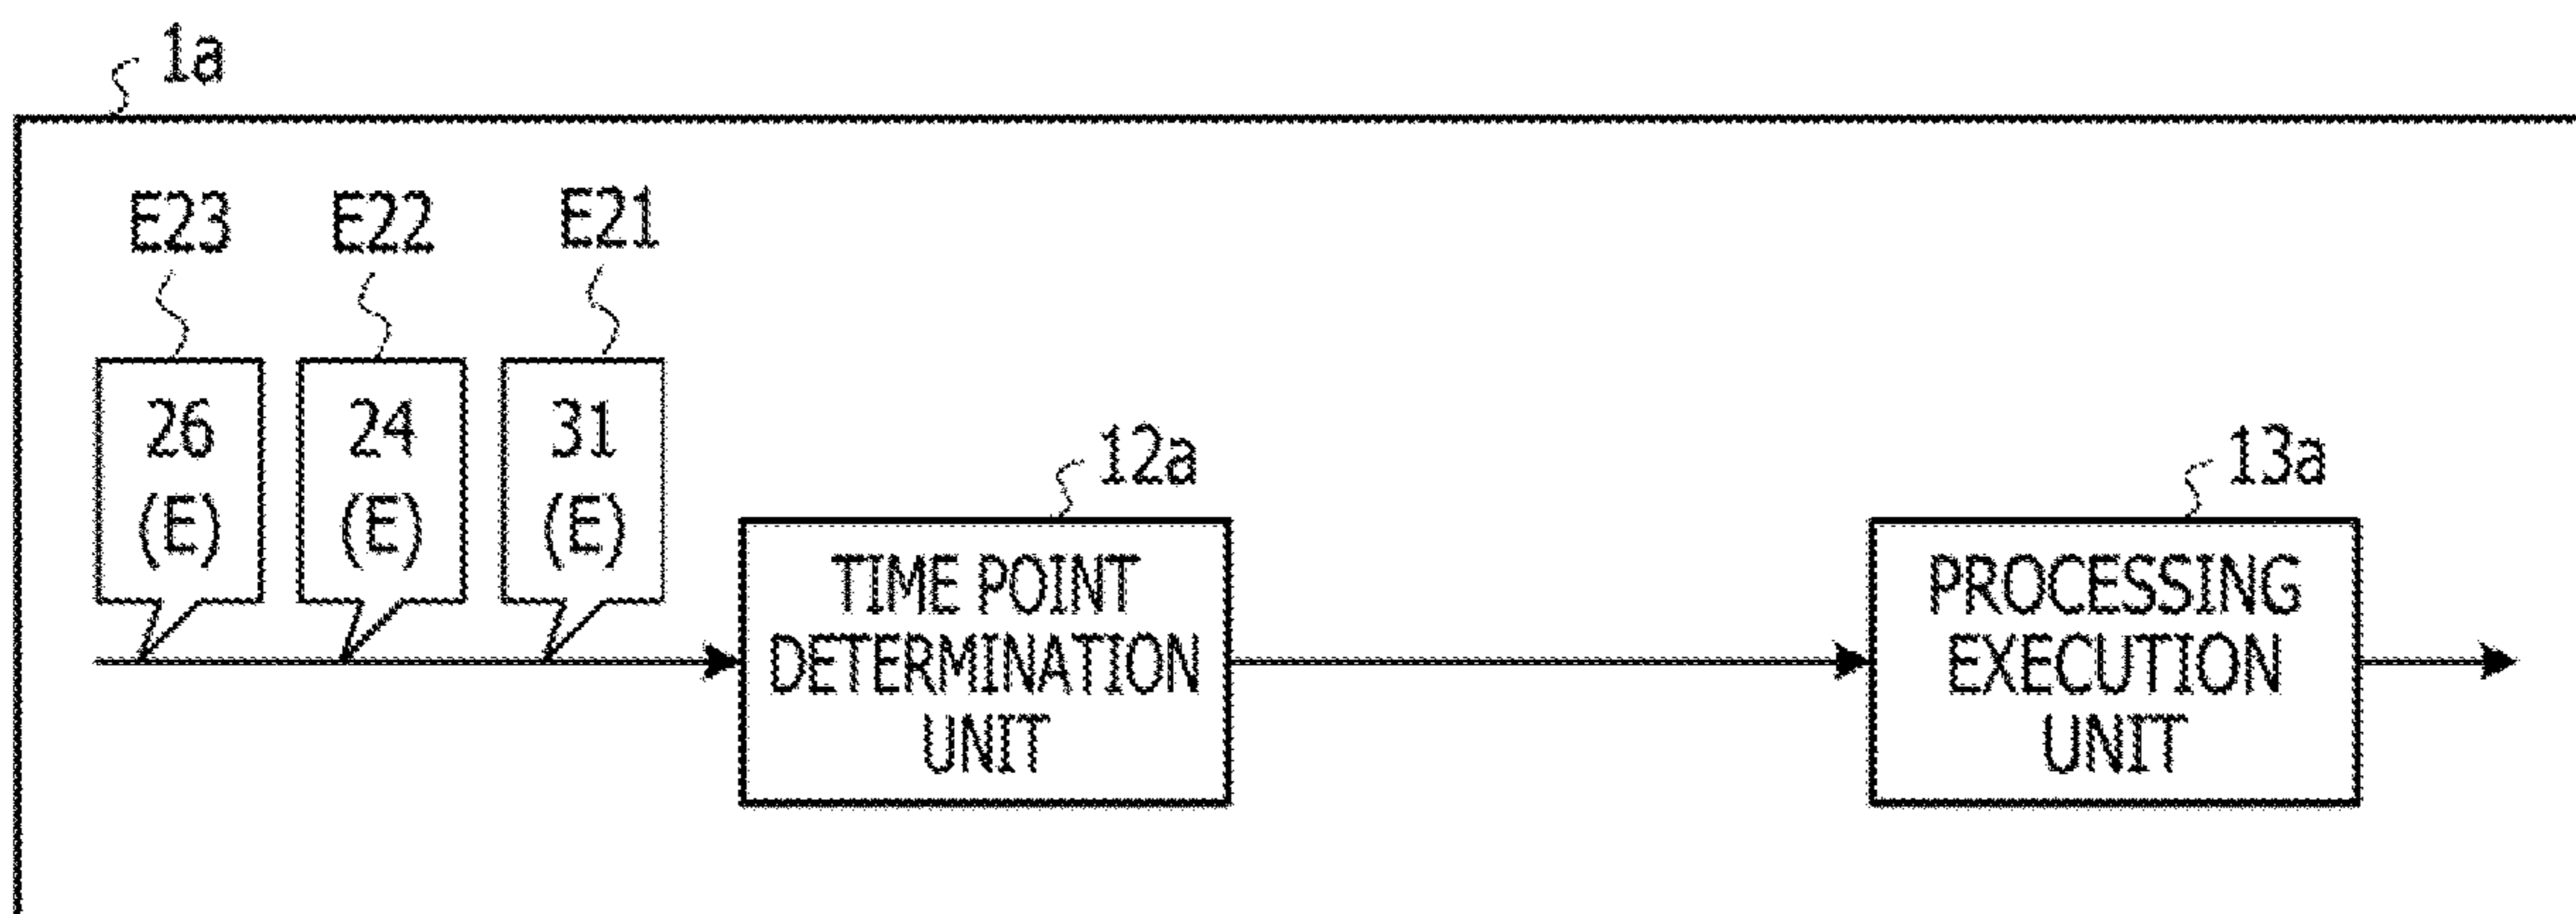 1a
E23 E22 E21
26 24 31
(E) (E) (E)
12a
TIME POINT
DETERMINATION
UNIT
13a
PROCESSING
EXECUTION
UNIT